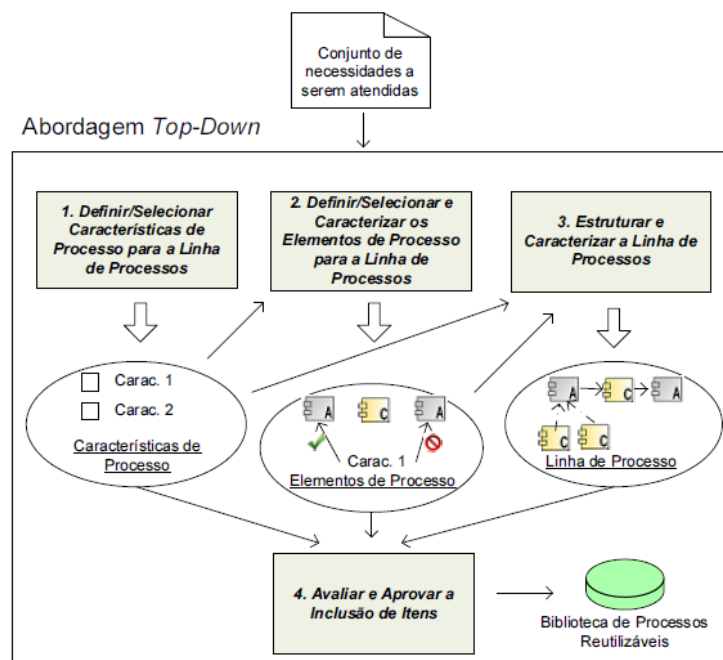 Conjunto de
necessidades a
serem atendidas
Abordagem Top-Down
1. Definir/Selecionar
Características de
Processo para a Linha
de Processos
2. Definir/Selecionar e
Caracterizar os
Elementos de Processo
para a Linha de
Processos
3. Estruturar e
Caracterizar a Linha de
Processos
Carac. 1
Carac. 2
Características de
Processo
A
C
A
Carac. 1
Elementos de Processo
A
C
A
C
C
Linha de Processo
4. Avaliar e Aprovar a
Inclusão de Itens
Biblioteca de Processos
Reutilizáveis